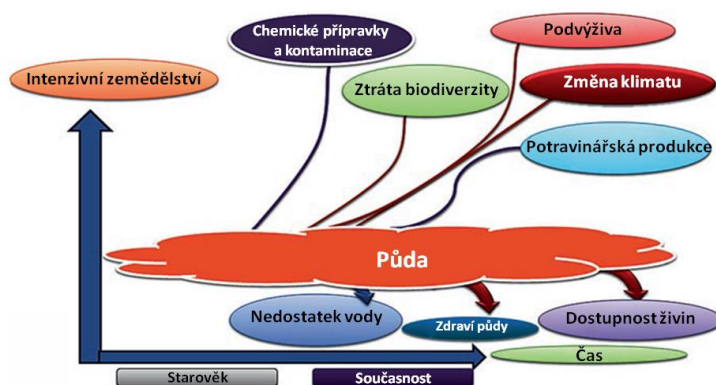 Chemické přípravky
a kontaminace
Podvýživa
Intenzivní zemědělství
Ztráta biodiverzity
Změna klimatu
Potravinářská produkce
Půda
Nedostatek vody
Zdraví půdy
Dostupnost živin
Čas
Starověk
Současnost